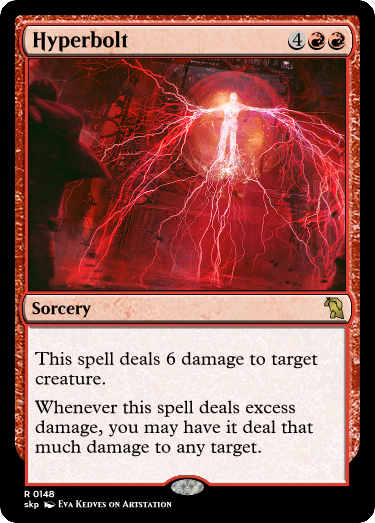 Hyperbolt 4
Sorcery
This spell deals 6 damage to target
creature.
Whenever this spell deals excess
damage, you may have it deal that
much damage to any target.
R 0148
skp Eva Kedves on Artstation